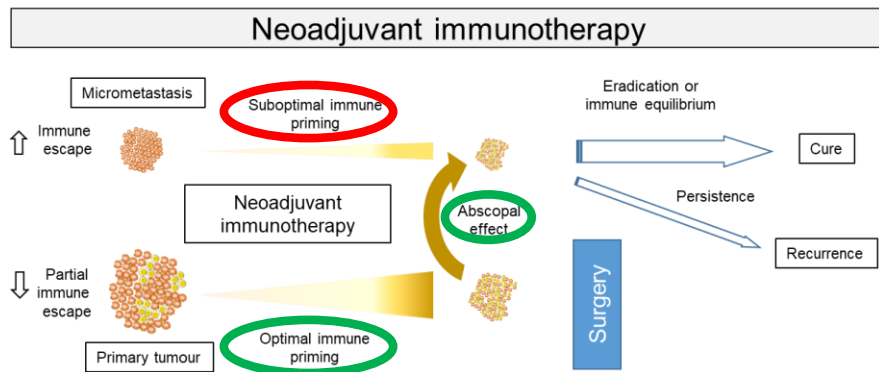 Neoadjuvant immunotherapy
Micrometastasis
Immune
escape
Suboptimal immune
priming
Eradication or
immune equilibrium
Cure
Neoadjuvant
immunotherapy
Abscopal
effect
Persistence
Recurrence
Partial
immune
escape
Surgery
Primary tumour
Optimal immune
priming